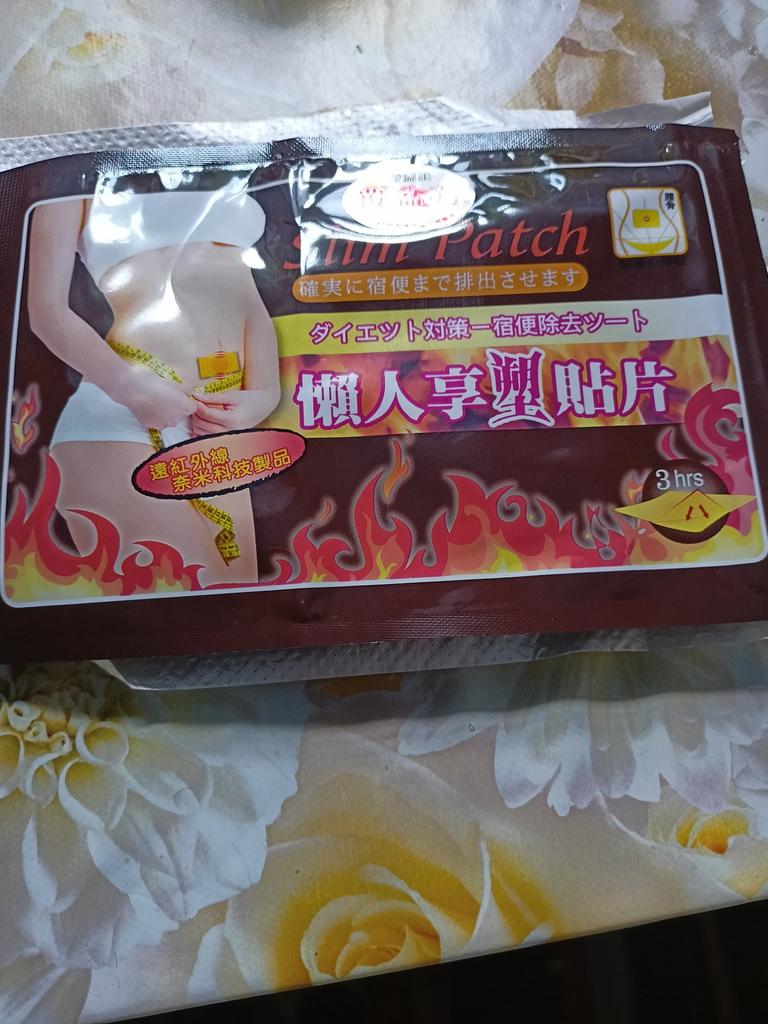 Slim Patch
確実に宿便まで排出させます
ダイエット対策ー宿便除去ツート
懶人享塑貼片
遠紅外線
奈米科技製品
3 hrs